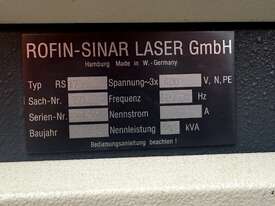 ROFIN-SINAR LASER GmbH
Hamburg Made in W.-Germany
Typ RS Spannung~3x V, N, PE
Sach-Nr. Frequenz Hz
Serien-Nr. Nennstrom A
Baujahr Nennleistung kVA
Bedienungsanleitung beachten !